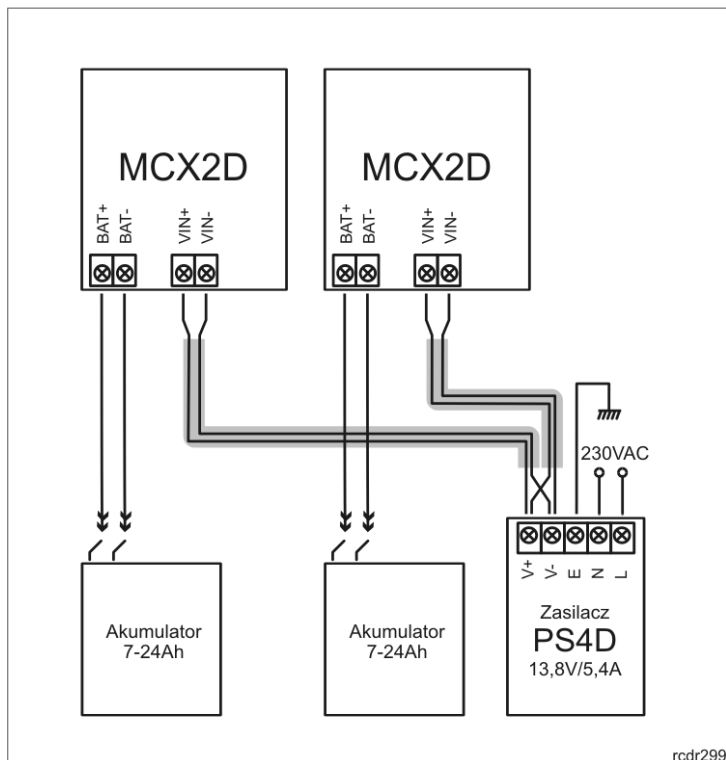 MCX2D
BAT+
BAT-
VIN+
VIN-
MCX2D
BAT+
BAT-
VIN+
VIN-
230VAC
V+
V-
E
N
L
Akumulator
7-24Ah
Akumulator
7-24Ah
Zasilacz
PS4D
13,8V/5,4A
rcdr299